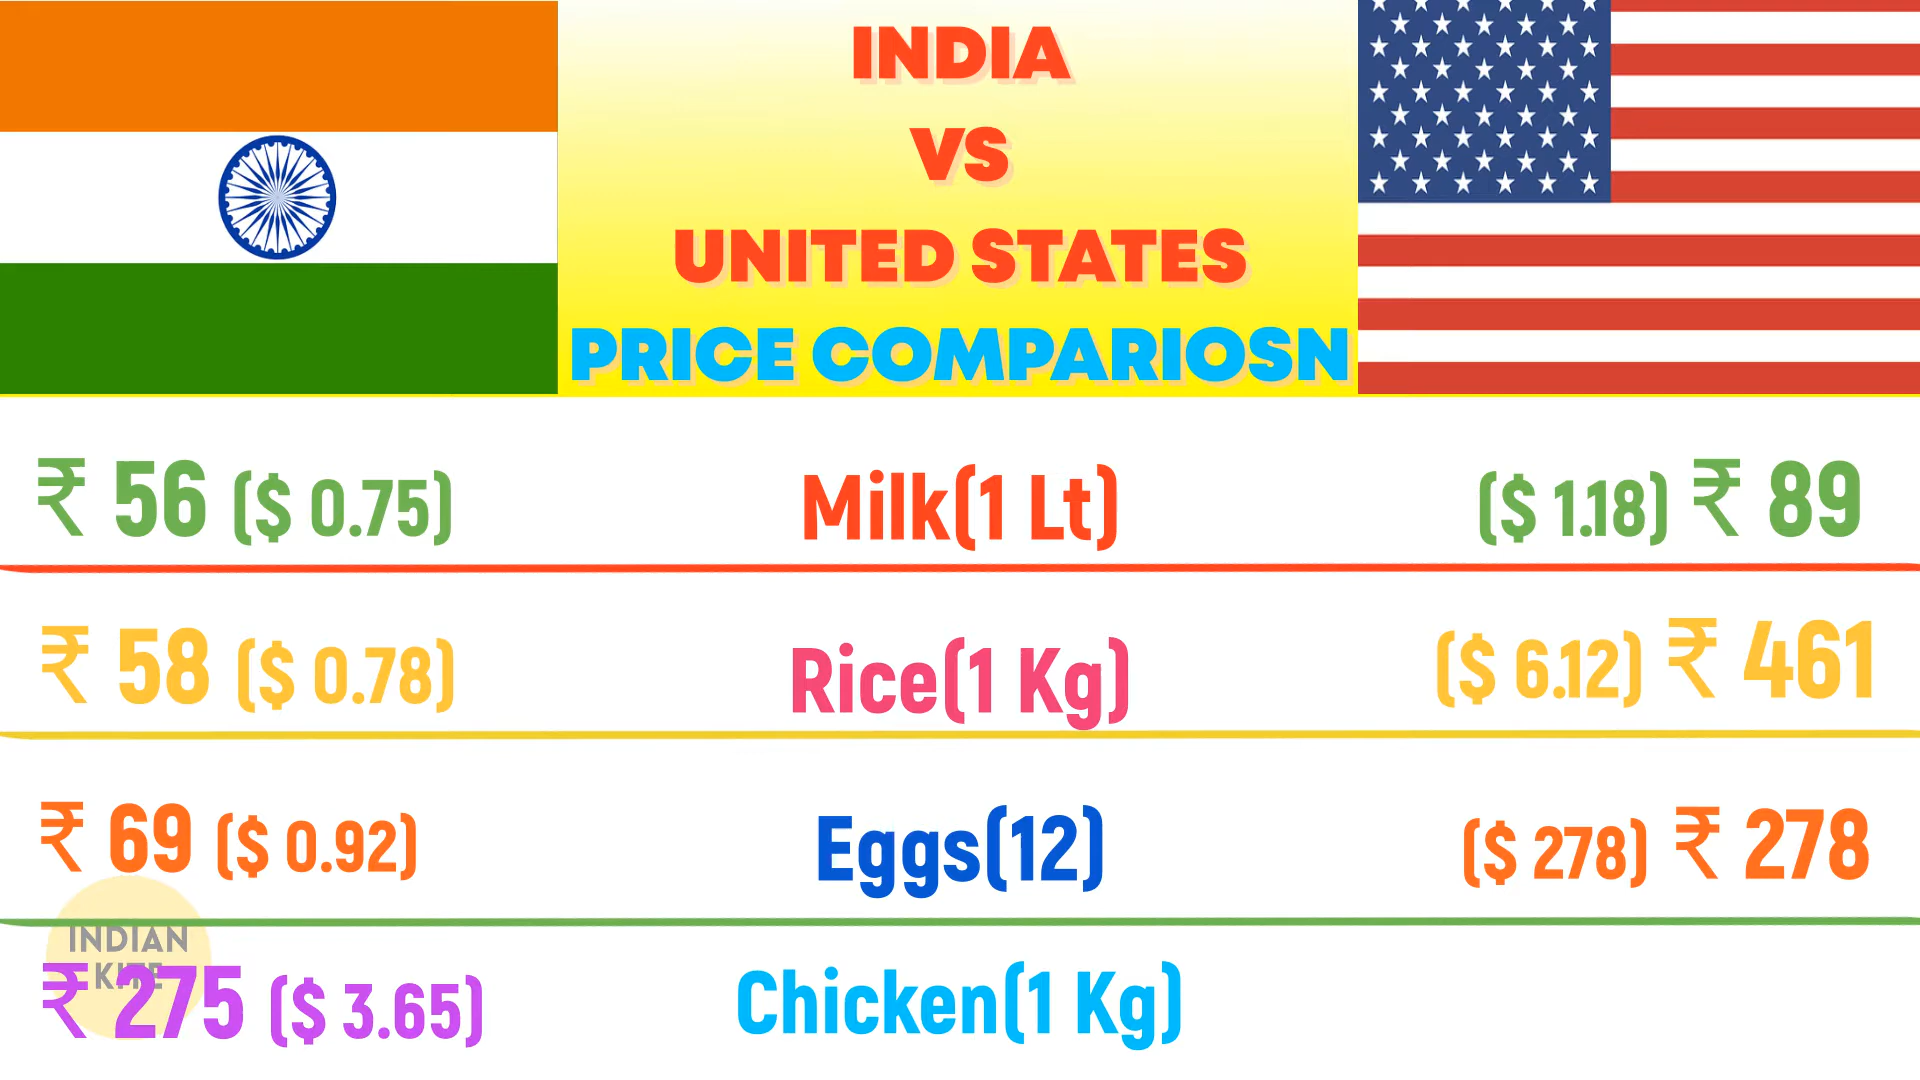 INDIA
VS
UNITED STATES
PRICE COMPARIOSN
₹ 56 ($ 0.75) Milk(1 Lt) ($ 1.18) ₹ 89
₹ 58 ($ 0.78) Rice(1 Kg) ($ 6.12) ₹ 461
₹ 69 ($ 0.92) Eggs(12) ($ 278) ₹ 278
INDIAN
KITE
₹ 275 ($ 3.65) Chicken(1 Kg)